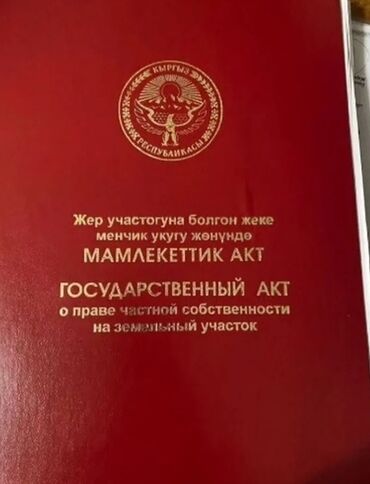 КЫРГЫЗ
РЕСПУБЛИКАСЫ
Жер участогуна болгон жеке
менчик укугу жөнүндө
МАМЛЕКЕТТИК АКТ
ГОСУДАРСТВЕННЫЙ АКТ
о праве частной собственности
на земельный участок